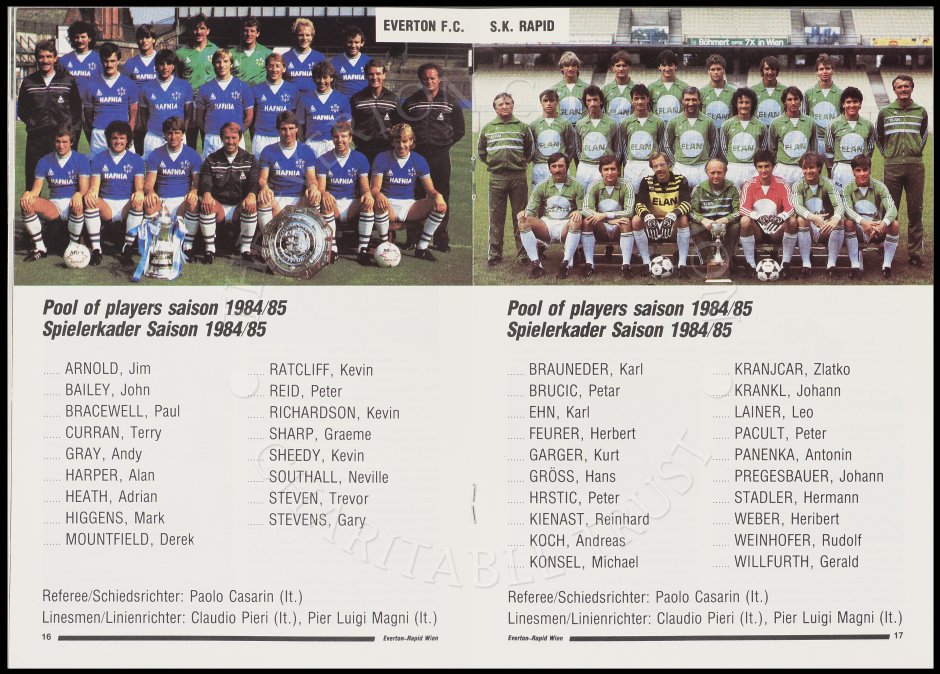 EVERTON F.C. S.K. RAPID
HAFNIA
ELAN
Pool of players saison 1984/85
Spielerkader Saison 1984/85
..... ARNOLD, Jim
..... BAILEY, John
..... BRACEWELL, Paul
..... CURRAN, Terry
..... GRAY, Andy
..... HARPER, Alan
..... HEATH, Adrian
..... HIGGENS, Mark
..... MOUNTFIELD, Derek
..... RATCLIFF, Kevin
..... REID, Peter
..... RICHARDSON, Kevin
..... SHARP, Graeme
..... SHEEDY, Kevin
..... SOUTHALL, Neville
..... STEVEN, Trevor
..... STEVENS, Gary
Referee/Schiedsrichter: Paolo Casarin (It.)
Linesmen/Linienrichter: Claudio Pieri (It.), Pier Luigi Magni (It.)
16 Everton–Rapid Wien
Pool of players saison 1984/85
Spielerkader Saison 1984/85
..... BRAUNEDER, Karl
..... BRUCIC, Petar
..... EHN, Karl
..... FEURER, Herbert
..... GARGER, Kurt
..... GRÖSS, Hans
..... HRSTIC, Peter
..... KIENAST, Reinhard
..... KOCH, Andreas
..... KONSEL, Michael
..... KRANJCAR, Zlatko
..... KRANKL, Johann
..... LAINER, Leo
..... PACULT, Peter
..... PANENKA, Antonin
..... PREGESBAUER, Johann
..... STADLER, Hermann
..... WEBER, Heribert
..... WEINHOFER, Rudolf
..... WILLFURTH, Gerald
Referee/Schiedsrichter: Paolo Casarin (It.)
Linesmen/Linienrichter: Claudio Pieri (It.), Pier Luigi Magni (It.)
Everton–Rapid Wien 17
CHARITABLE TRUST